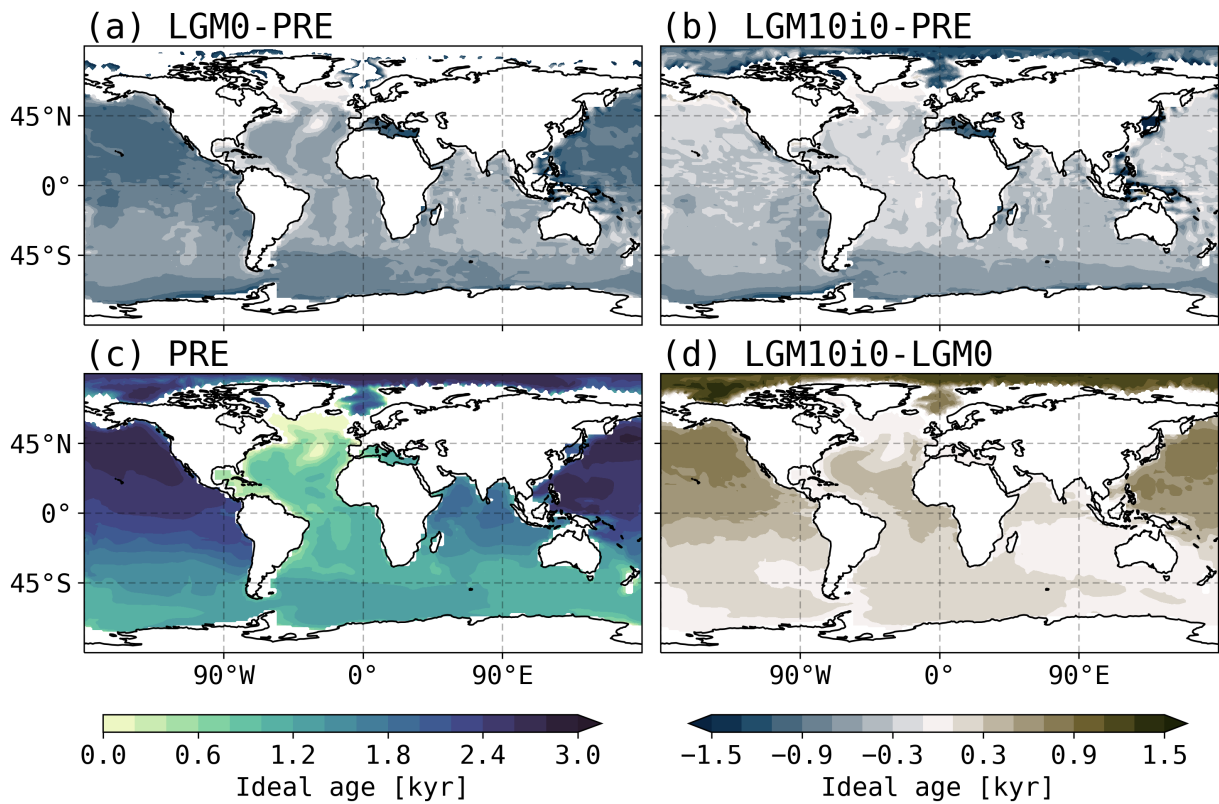 (a) LGM0-PRE
(b) LGM10i0-PRE
45°N
0°
45°S
(c) PRE
(d) LGM10i0-LGM0
45°N
0°
45°S
90°W 0° 90°E
90°W 0° 90°E
0.0 0.6 1.2 1.8 2.4 3.0
Ideal age [kyr]
−1.5 −0.9 −0.3 0.3 0.9 1.5
Ideal age [kyr]